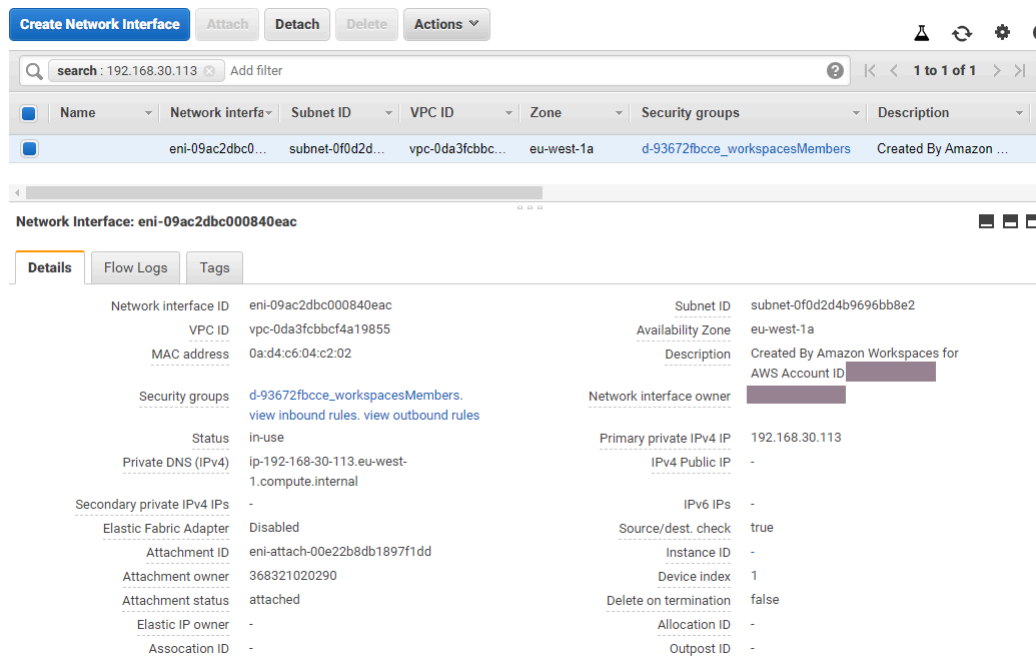 Create Network Interface Attach Detach Delete Actions
search : 192.168.30.113 Add filter 1 to 1 of 1
Name Network interfa Subnet ID VPC ID Zone Security groups Description
eni-09ac2dbc0... subnet-0f0d2d... vpc-0da3fcbbc... eu-west-1a d-93672fbcce_workspacesMembers Created By Amazon ...
Network Interface: eni-09ac2dbc000840eac
Details Flow Logs Tags
Network interface ID eni-09ac2dbc000840eac Subnet ID subnet-0f0d2d4b9696bb8e2
VPC ID vpc-0da3fcbbcf4a19855 Availability Zone eu-west-1a
MAC address 0a:d4:c6:04:c2:02 Description Created By Amazon Workspaces for
AWS Account ID
Security groups d-93672fbcce_workspacesMembers. Network interface owner
view inbound rules. view outbound rules
Status in-use Primary private IPv4 IP 192.168.30.113
Private DNS (IPv4) ip-192-168-30-113.eu-west- IPv4 Public IP -
1.compute.internal
Secondary private IPv4 IPs - IPv6 IPs -
Elastic Fabric Adapter Disabled Source/dest. check true
Attachment ID eni-attach-00e22b8db1897f1dd Instance ID -
Attachment owner 368321020290 Device index 1
Attachment status attached Delete on termination false
Elastic IP owner - Allocation ID -
Assocation ID - Outpost ID -